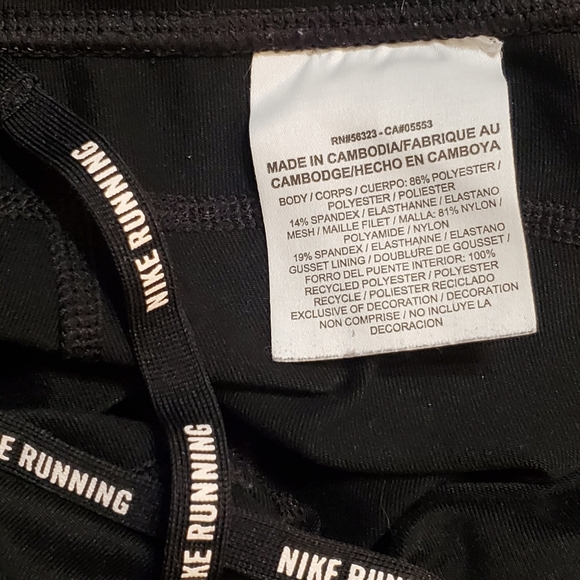 RN#56323 - CA#05553
MADE IN CAMBODIA/FABRIQUE AU
CAMBODGE/HECHO EN CAMBOYA
BODY / CORPS / CUERPO: 86% POLYESTER /
POLYESTER / POLIESTER
14% SPANDEX / ELASTHANNE / ELASTANO
MESH / MAILLE FILET / MALLA: 81% NYLON /
POLYAMIDE / NYLON
19% SPANDEX / ELASTHANNE / ELASTANO
GUSSET LINING / DOUBLURE DE GOUSSET /
FORRO DEL PUENTE INTERIOR: 100%
RECYCLED POLYESTER / POLYESTER
RECYCLE / POLIESTER RECICLADO
EXCLUSIVE OF DECORATION / DECORATION
NON COMPRISE / NO INCLUYE LA
DECORACION
NIKE RUNNING
KE RUNNING
E RUNNING
NIKE RUN